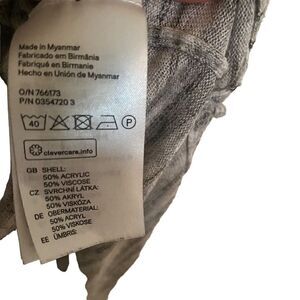 Made in Myanmar
Fabricado en Birmânia
Fabriqué en Birmanie
Hecho en Unión de Myanmar
O/N 766173
P/N 0354720 3
40
P
clevercare.info
GB SHELL:
50% ACRYLIC
50% VISCOSE
CZ SVRCHNÍ LÁTKA:
50% AKRYL
50% VISKÓZA
DE OBERMATERIAL:
50% ACRYL
50% VISKOSE
EE ÜMBRIS: